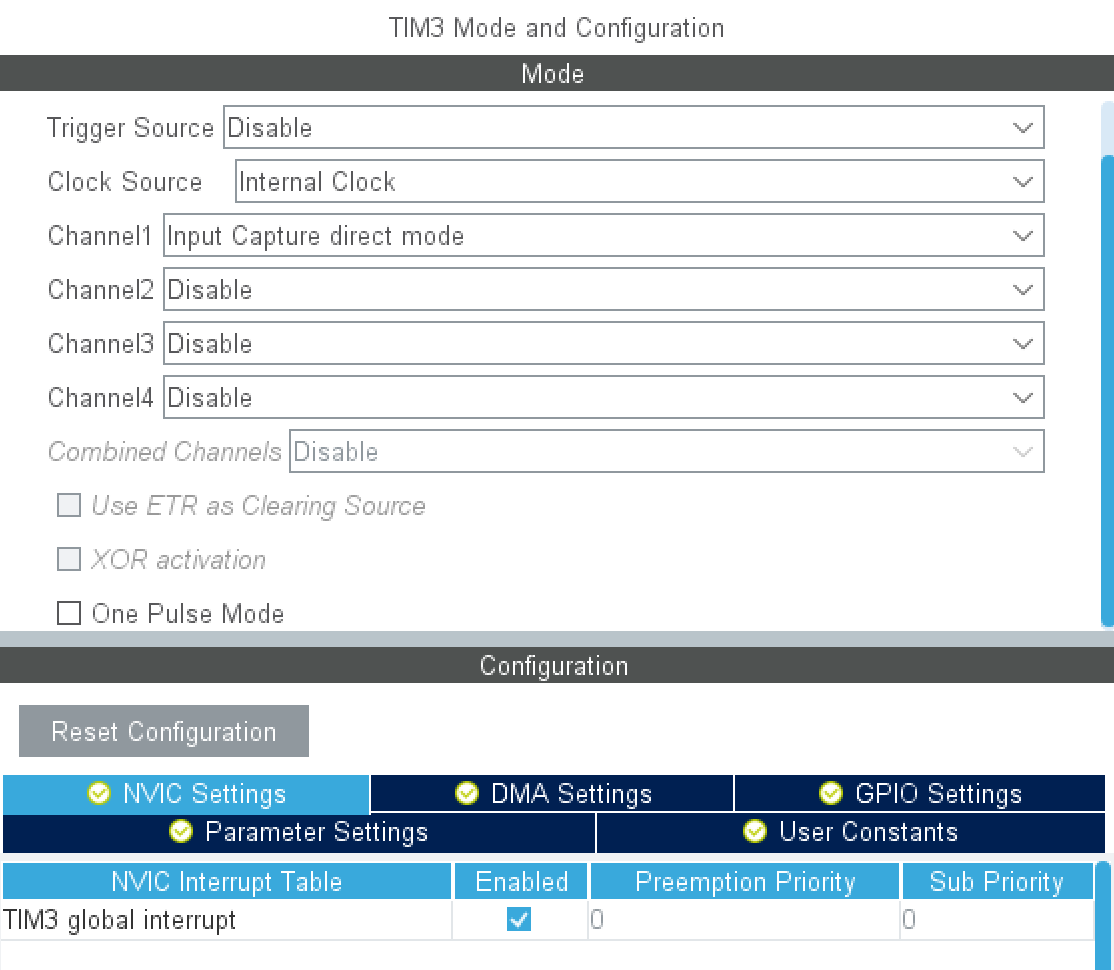 TIM3 Mode and Configuration
Mode
Trigger Source Disable
Clock Source Internal Clock
Channel1 Input Capture direct mode
Channel2 Disable
Channel3 Disable
Channel4 Disable
Combined Channels Disable
Use ETR as Clearing Source
XOR activation
One Pulse Mode
Configuration
Reset Configuration
NVIC Settings DMA Settings GPIO Settings
Parameter Settings User Constants
NVIC Interrupt Table Enabled Preemption Priority Sub Priority
TIM3 global interrupt 0 0